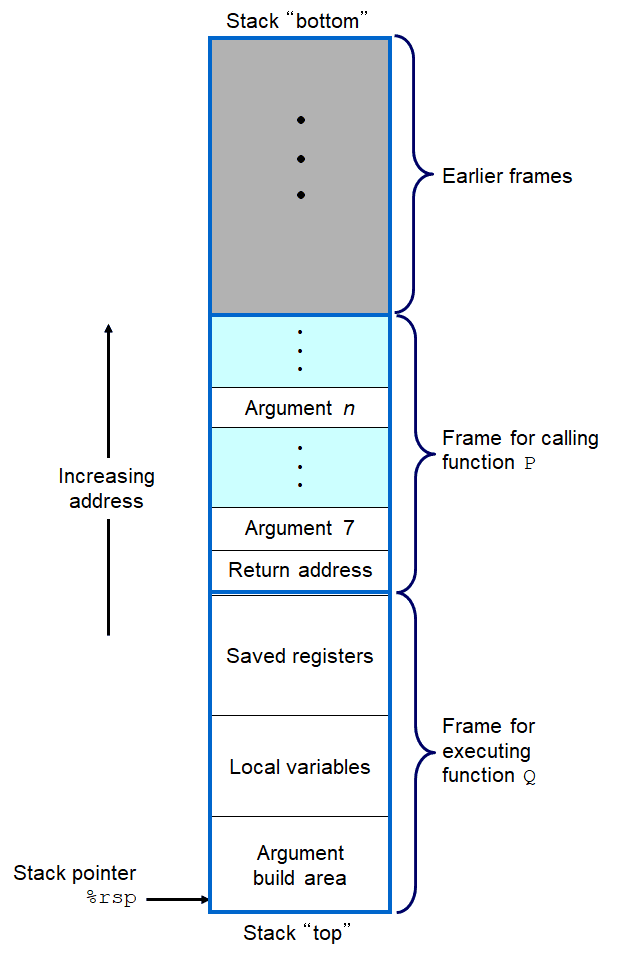 Stack “bottom”
Earlier frames
Increasing
address
Argument n
Argument 7
Return address
Frame for calling
function P
Saved registers
Local variables
Argument
build area
Frame for
executing
function Q
Stack pointer
%rsp
Stack “top”